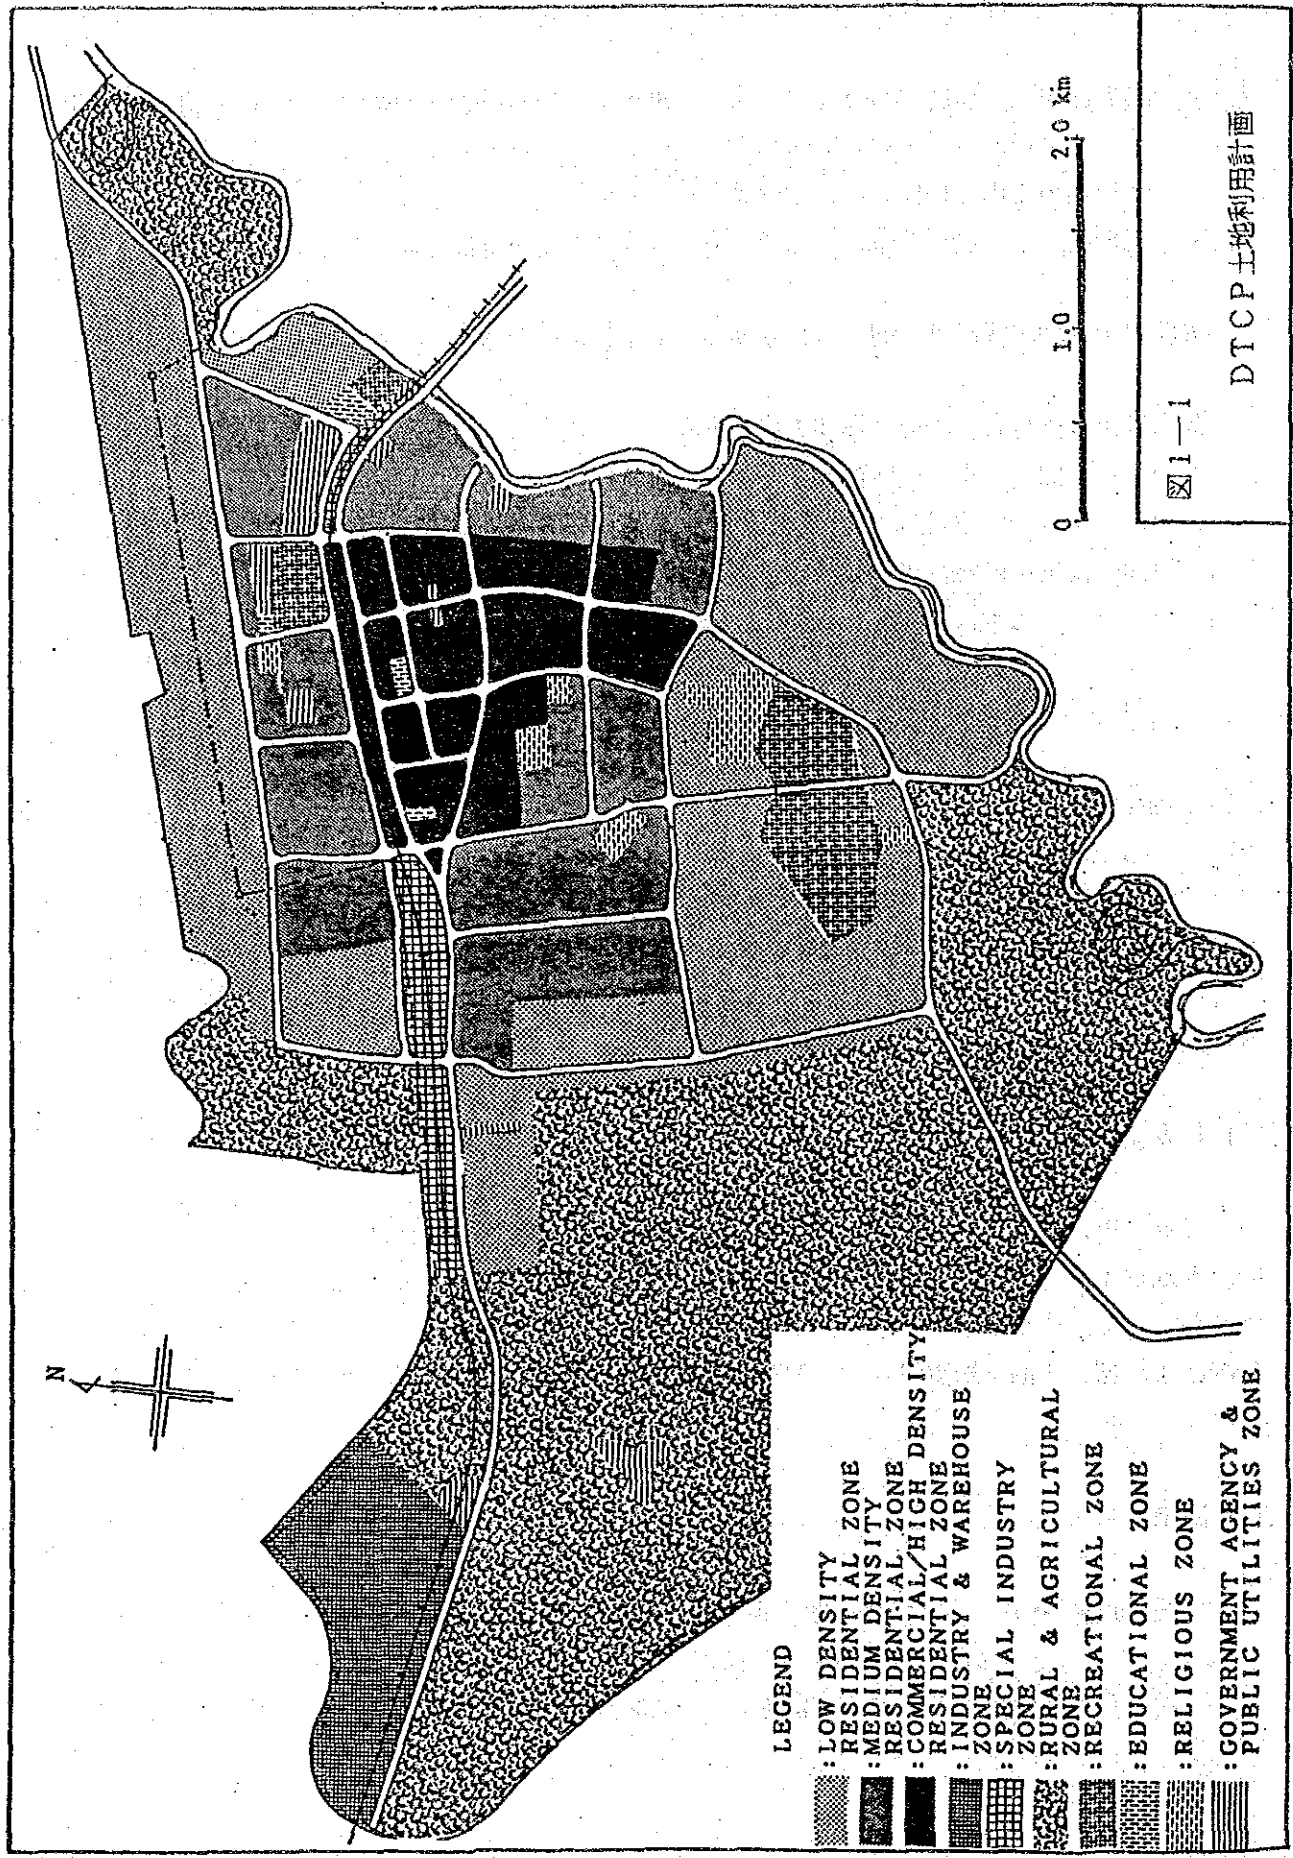 N
LEGEND
:LOW DENSITY
RESIDENTIAL ZONE
:MEDIUM DENSITY
RESIDENTIAL ZONE
:COMMERCIAL/HIGH DENSITY
RESIDENTIAL ZONE
:INDUSTRY & WAREHOUSE
ZONE
:SPECIAL INDUSTRY
ZONE
:RURAL & AGRICULTURAL
ZONE
:RECREATIONAL ZONE
:EDUCATIONAL ZONE
:RELIGIOUS ZONE
:GOVERNMENT AGENCY &
PUBLIC UTILITIES ZONE
0 1.0 2.0 km
図1-1
DTCP土地利用計画